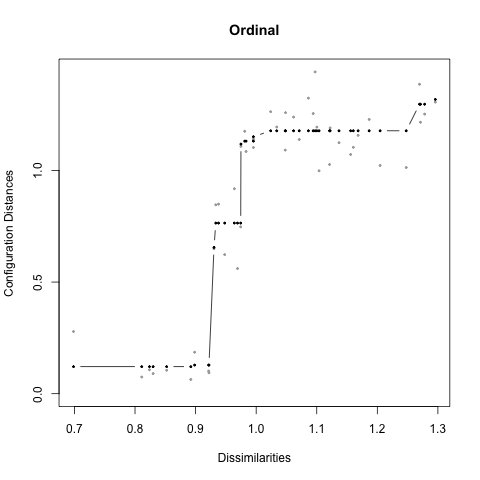 Ordinal
Configuration Distances
1.0
0.5
0.0
0.7 0.8 0.9 1.0 1.1 1.2 1.3
Dissimilarities